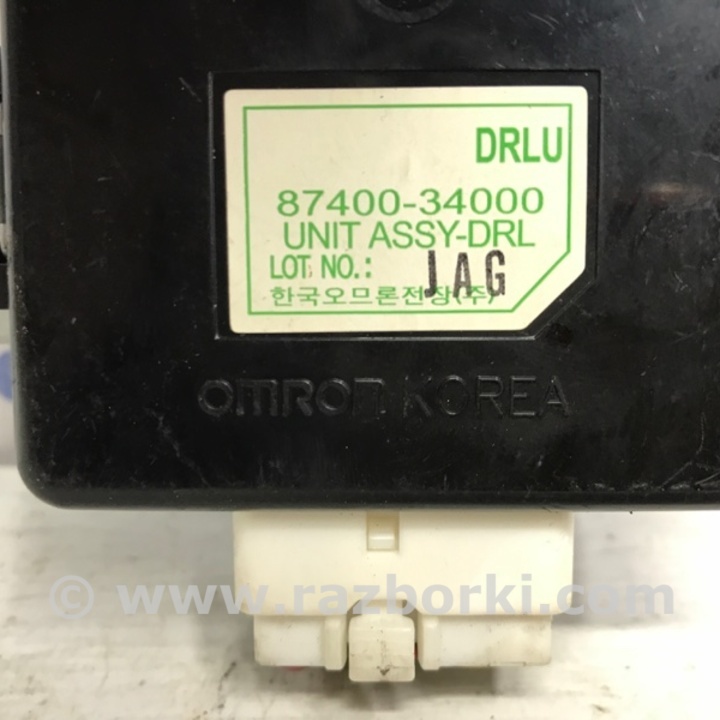 DRLU
87400-34000
UNIT ASSY-DRL
LOT NO.: JAG
한국오므론전장(주)
OMRON KOREA
© www.razborki.com